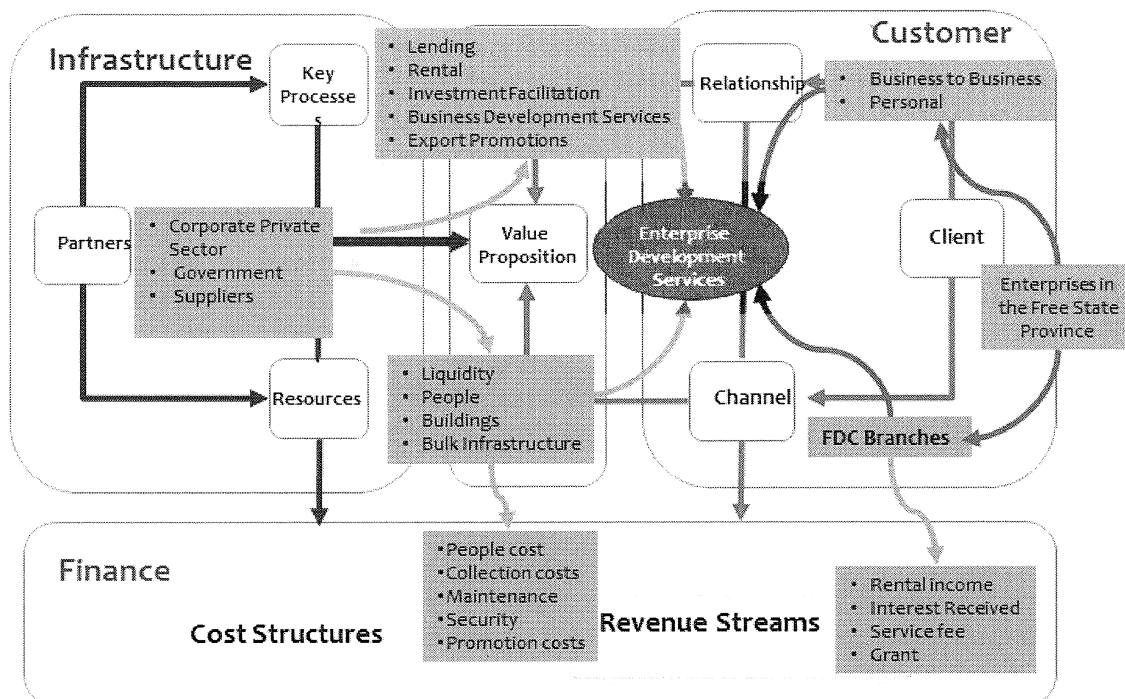 Infrastructure
Key
Processe
s
• Lending
• Rental
• Investment Facilitation
• Business Development Services
• Export Promotions
Relationship
Customer
• Business to Business
• Personal
Partners
• Corporate Private
Sector
• Government
• Suppliers
Value
Proposition
Enterprise
Development
Services
Client
Enterprises in
the Free State
Province
Resources
• Liquidity
• People
• Buildings
• Bulk Infrastructure
Channel
FDC Branches
Finance
Cost Structures
•People cost
•Collection costs
•Maintenance
•Security
•Promotion costs
Revenue Streams
• Rental income
• Interest Received
• Service fee
• Grant